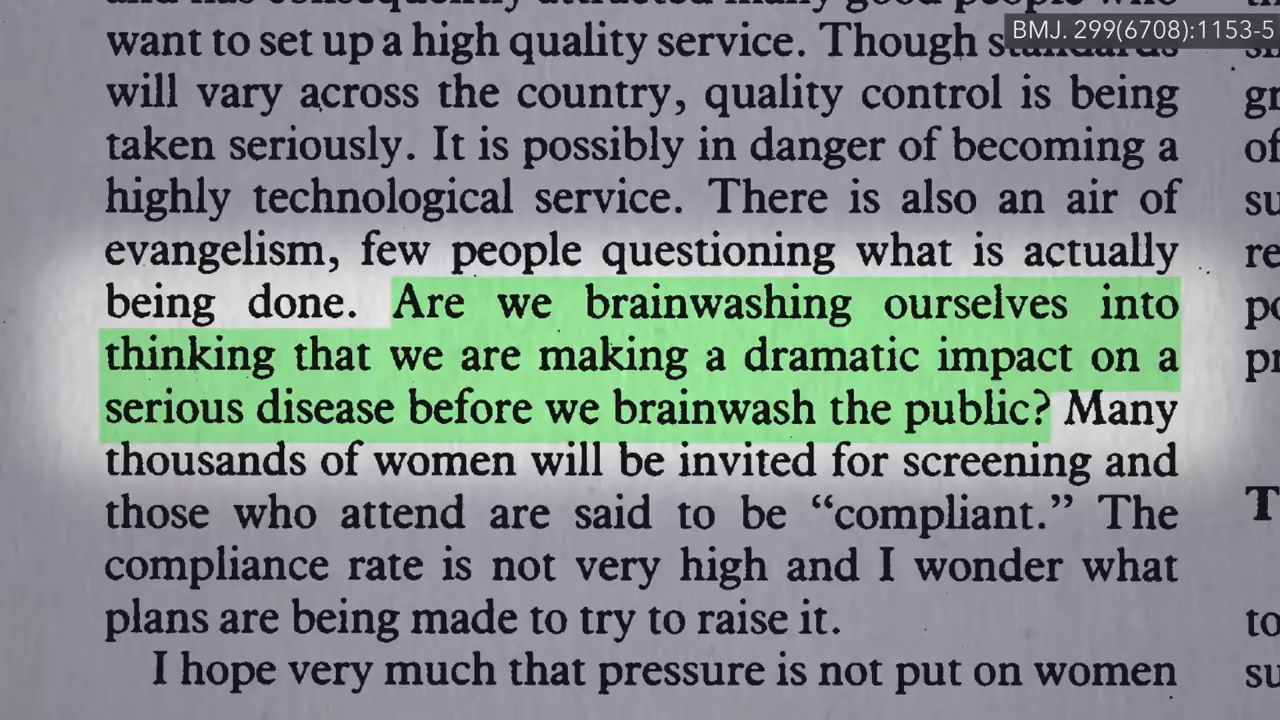 BMJ. 299(6708):1153-5
want to set up a high quality service. Though standards
will vary across the country, quality control is being
taken seriously. It is possibly in danger of becoming a
highly technological service. There is also an air of
evangelism, few people questioning what is actually
being done. Are we brainwashing ourselves into
thinking that we are making a dramatic impact on a
serious disease before we brainwash the public? Many
thousands of women will be invited for screening and
those who attend are said to be “compliant.” The
compliance rate is not very high and I wonder what
plans are being made to try to raise it.
I hope very much that pressure is not put on women